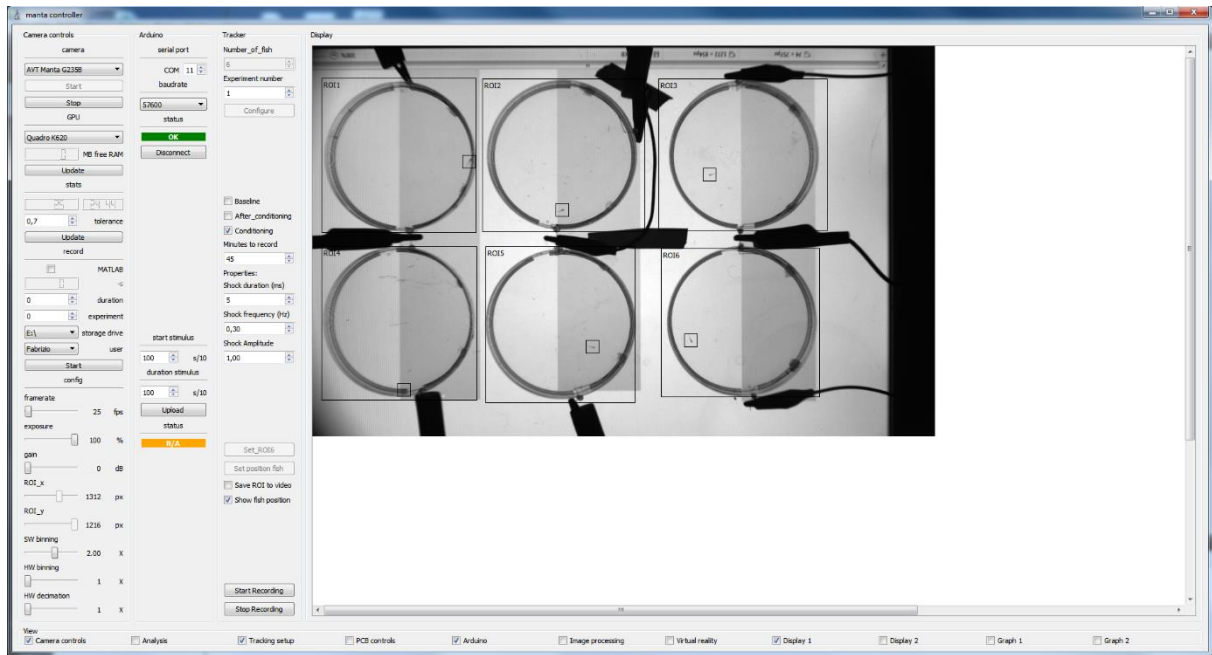 manta controller
Camera controls
camera
AVT Manta G235B
Start
Stop
GPU
Quadro K620
MB free RAM
Update
stats
25 24.44
0,7 tolerance
Update
record
MATLAB
0 duration
0 experiment
E:\ storage drive
Fabrizio user
Start
config
framerate
25 fps
exposure
100 %
gain
0 dB
ROI_x
1312 px
ROI_y
1216 px
SW binning
2.00 X
HW binning
1 X
HW decimation
1 X
Arduino
serial port
COM 11
baudrate
57600
status
OK
Disconnect
start stimulus
100 s/10
duration stimulus
100 s/10
Upload
status
N/A
Tracker
Number_of_fish
6
Experiment number
1
Configure
Baseline
After_conditioning
Conditioning
Minutes to record
45
Properties:
Shock duration (ms)
5
Shock frequency (Hz)
0,30
Shock Amplitude
1,00
Set_ROI6
Set position fish
Save ROI to video
Show fish position
Start Recording
Stop Recording
Display
ROI1
ROI2
ROI3
ROI4
ROI5
ROI6
View
Camera controls Analysis Tracking setup PCB controls Arduino Image processing Virtual reality Display 1 Display 2 Graph 1 Graph 2